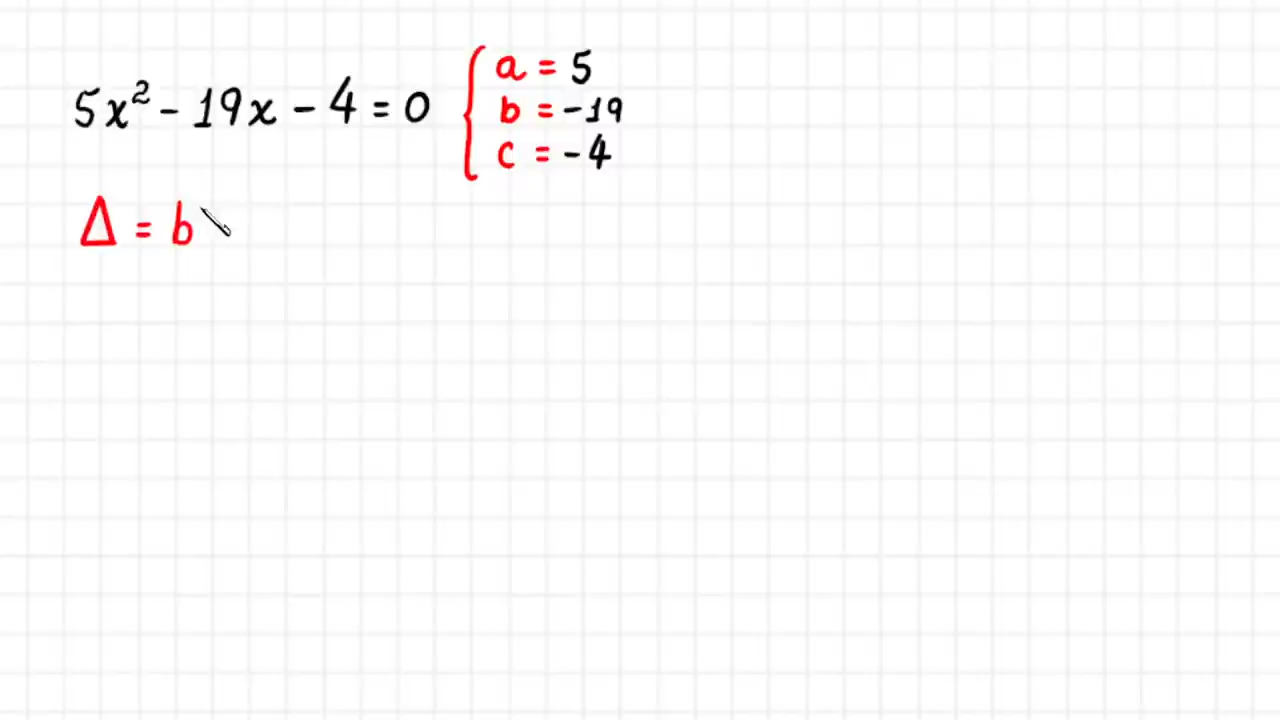 5x² - 19x - 4 = 0
a = 5
b = -19
c = -4
Δ = b